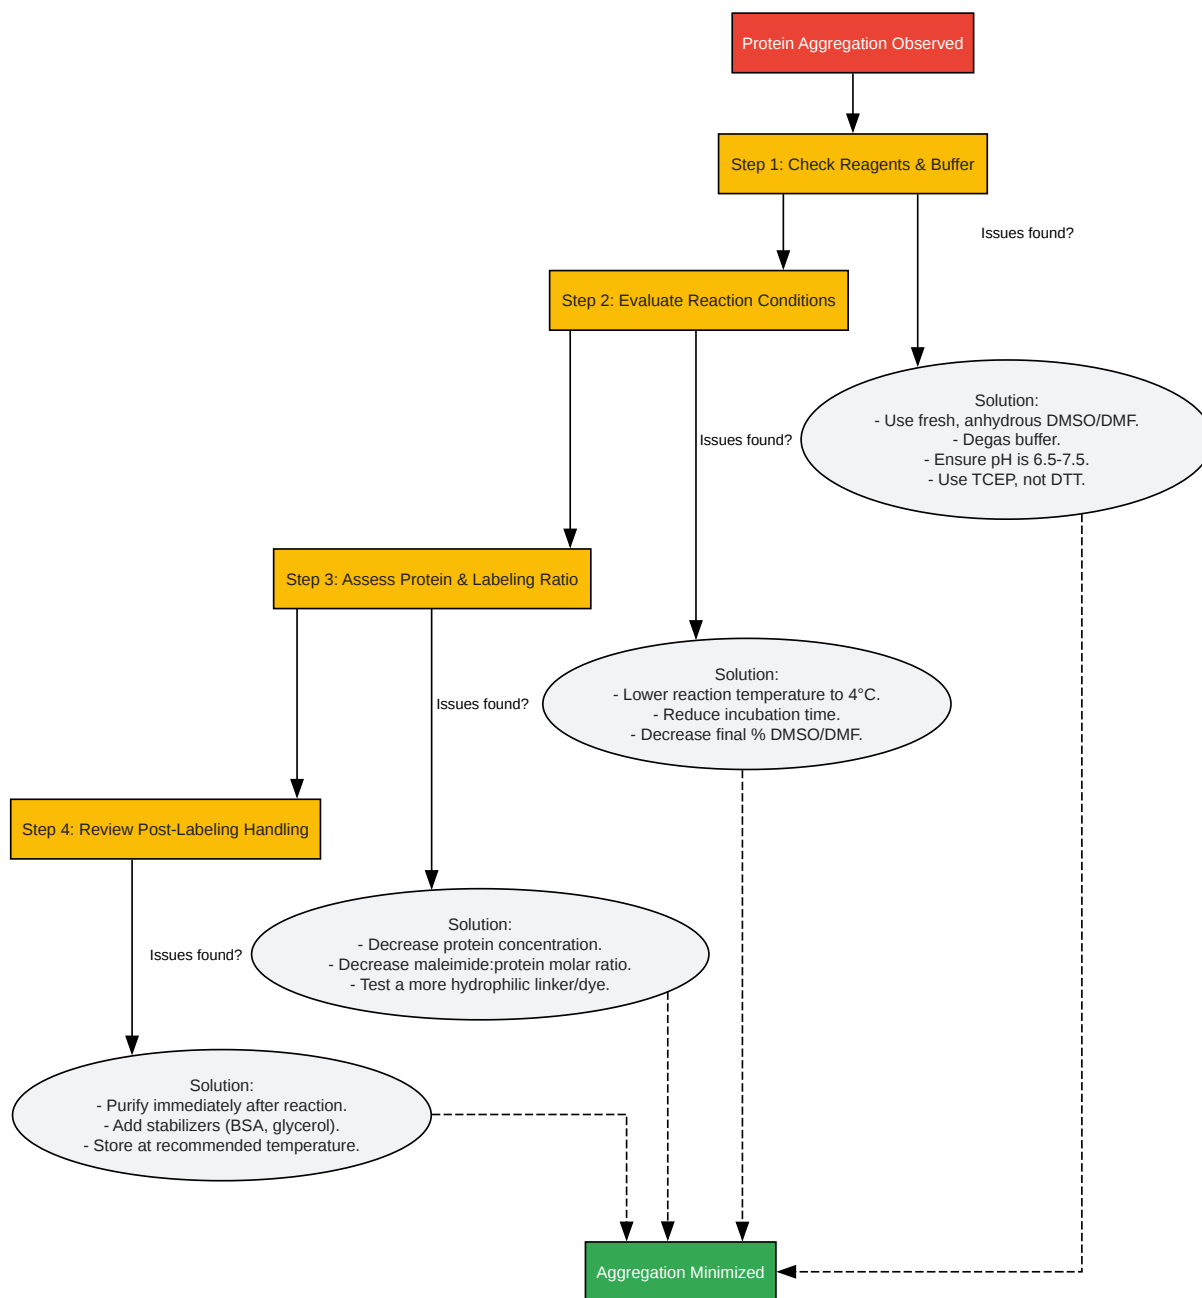 Protein Aggregation Observed
Step 1: Check Reagents & Buffer
Issues found?
Step 2: Evaluate Reaction Conditions
Solution:
- Use fresh, anhydrous DMSO/DMF.
- Degas buffer.
- Ensure pH is 6.5-7.5.
- Use TCEP, not DTT.
Issues found?
Step 3: Assess Protein & Labeling Ratio
Solution:
- Lower reaction temperature to 4°C.
- Reduce incubation time.
- Decrease final % DMSO/DMF.
Issues found?
Step 4: Review Post-Labeling Handling
Solution:
- Decrease protein concentration.
- Decrease maleimide:protein molar ratio.
- Test a more hydrophilic linker/dye.
Issues found?
Solution:
- Purify immediately after reaction.
- Add stabilizers (BSA, glycerol).
- Store at recommended temperature.
Aggregation Minimized